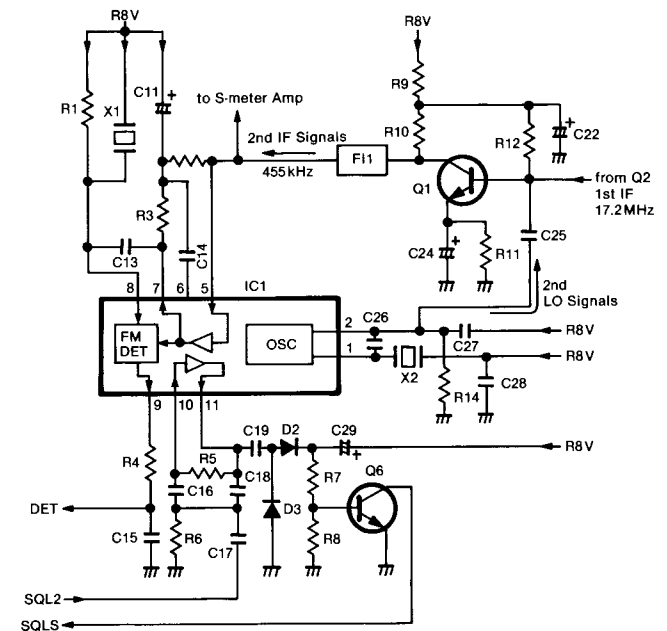 R8V
R8V
R1
X1
C11
to S-meter Amp
2nd IF Signals
455kHz
FI1
R9
R10
R12
C22
Q1
from Q2
1st IF
17.2MHz
R3
C14
C13
C24
R11
C25
8
7
6
5
IC1
2nd
LO Signals
FM
DET
OSC
2
1
C26
C27
R8V
X2
R8V
R14
C28
9
10
11
C19
D2
C29
R8V
R4
R5
C16
C18
R7
Q6
DET
C15
R6
C17
D3
R8
SQL2
SQLS